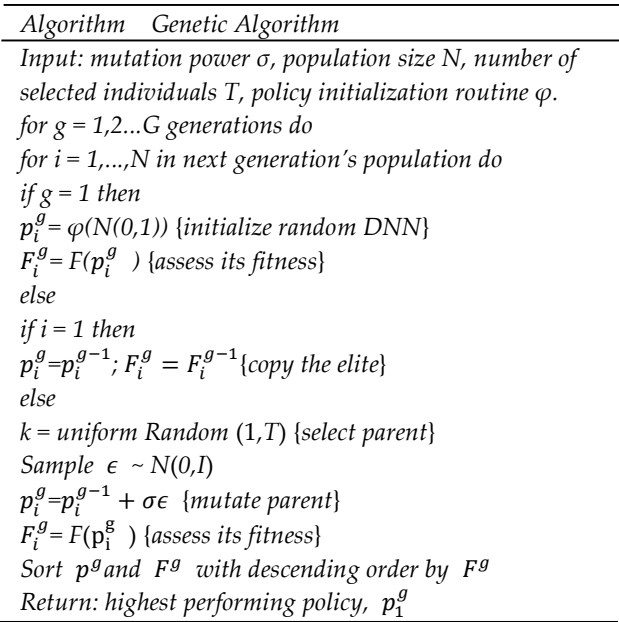 Algorithm Genetic Algorithm
Input: mutation power σ, population size N, number of
selected individuals T, policy initialization routine φ.
for g = 1,2...G generations do
for i = 1,...,N in next generation's population do
if g = 1 then
p_i^g= φ(N(0,1)) {initialize random DNN}
F_i^g= F(p_i^g ) {assess its fitness}
else
if i = 1 then
p_i^g=p_i^{g-1}; F_i^g = F_i^{g-1}{copy the elite}
else
k = uniform Random (1,T) {select parent}
Sample ϵ ~ N(0,I)
p_i^g=p_i^{g-1} + σϵ {mutate parent}
F_i^g= F(p_i^g ) {assess its fitness}
Sort p^g and F^g with descending order by F^g
Return: highest performing policy, p_1^g